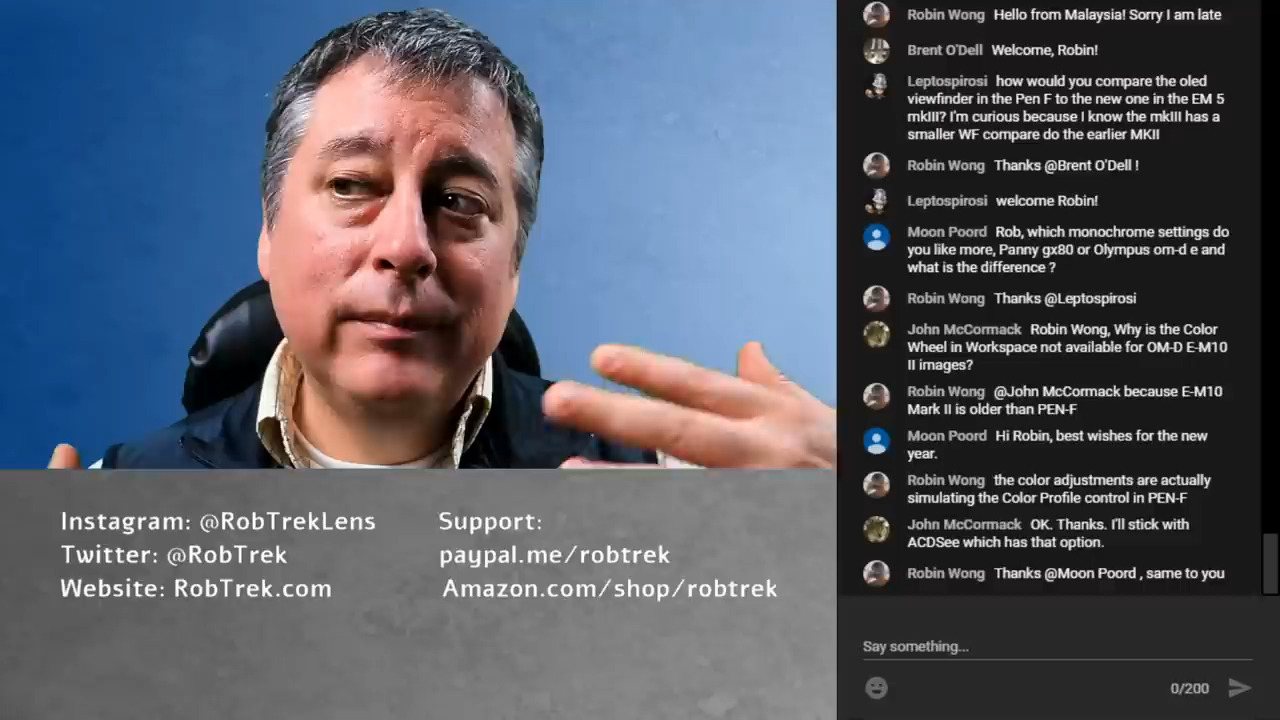 Instagram: @RobTrekLens
Twitter: @RobTrek
Website: RobTrek.com
Support:
paypal.me/robtrek
Amazon.com/shop/robtrek
Robin Wong Hello from Malaysia! Sorry I am late
Brent O'Dell Welcome, Robin!
Leptospirosi how would you compare the oled
viewfinder in the Pen F to the new one in the EM 5
mkIII? I'm curious because I know the mkIII has a
smaller WF compare do the earlier MKII
Robin Wong Thanks @Brent O'Dell !
Leptospirosi welcome Robin!
Moon Poord Rob, which monochrome settings do
you like more, Panny gx80 or Olympus om-d e and
what is the difference ?
Robin Wong Thanks @Leptospirosi
John McCormack Robin Wong, Why is the Color
Wheel in Workspace not available for OM-D E-M10
II images?
Robin Wong @John McCormack because E-M10
Mark II is older than PEN-F
Moon Poord Hi Robin, best wishes for the new
year.
Robin Wong the color adjustments are actually
simulating the Color Profile control in PEN-F
John McCormack OK. Thanks. I'll stick with
ACDSee which has that option.
Robin Wong Thanks @Moon Poord , same to you
Say something...
0/200